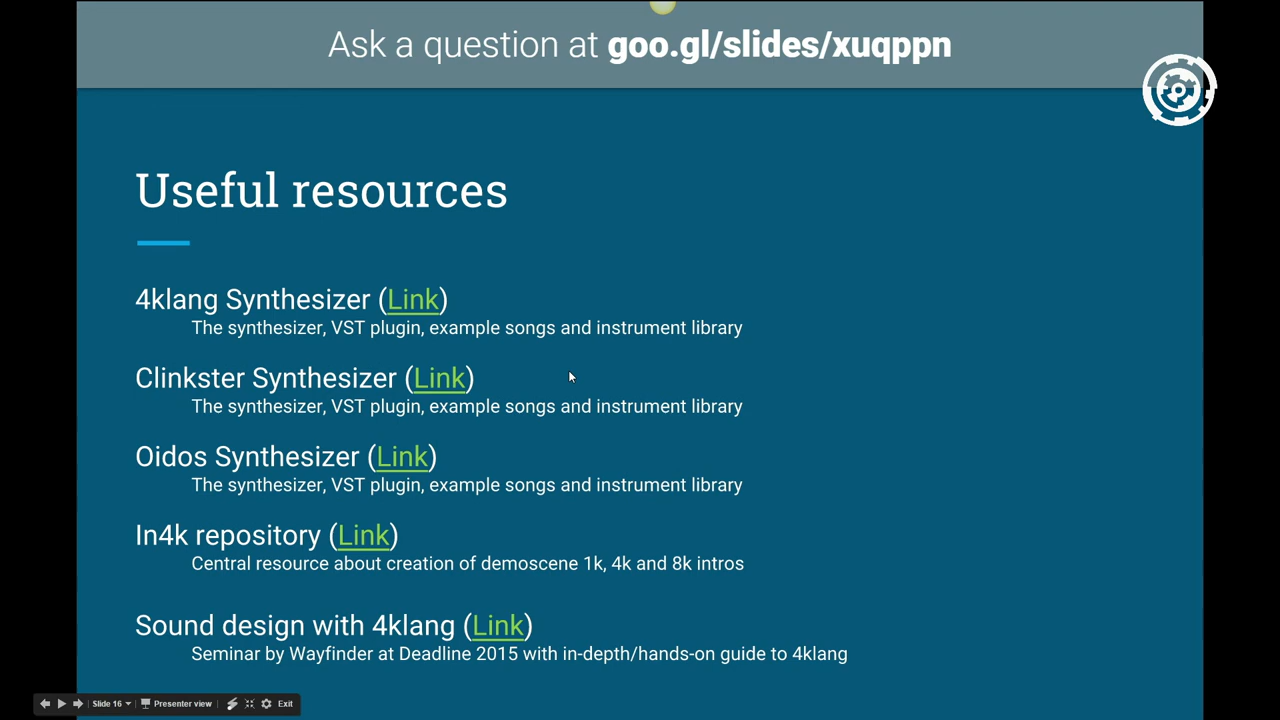 Ask a question at goo.gl/slides/xuqppn
Useful resources
4klang Synthesizer (Link)
The synthesizer, VST plugin, example songs and instrument library
Clinkster Synthesizer (Link)
The synthesizer, VST plugin, example songs and instrument library
Oidos Synthesizer (Link)
The synthesizer, VST plugin, example songs and instrument library
In4k repository (Link)
Central resource about creation of demoscene 1k, 4k and 8k intros
Sound design with 4klang (Link)
Seminar by Wayfinder at Deadline 2015 with in-depth/hands-on guide to 4klang
Slide 16 Presenter view Exit